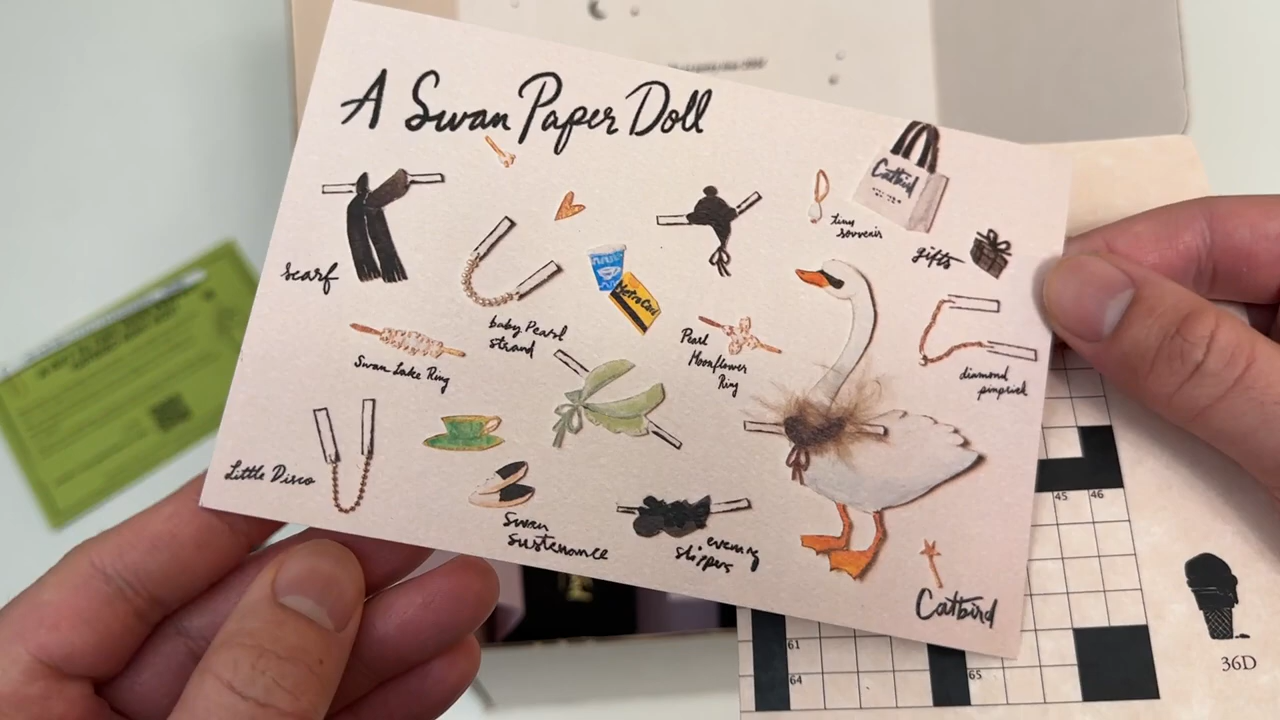 A Swan Paper Doll
Catbird
scarf
tiny
souvenir
gifts
MetroCard
baby Pearl
strand
Pearl
Moonflower
Ring
Swan Lake Ring
diamond
pinprick
Little Disco
Swan
Sustenance
evening
slippers
Catbird
45
46
61
64
65
36D